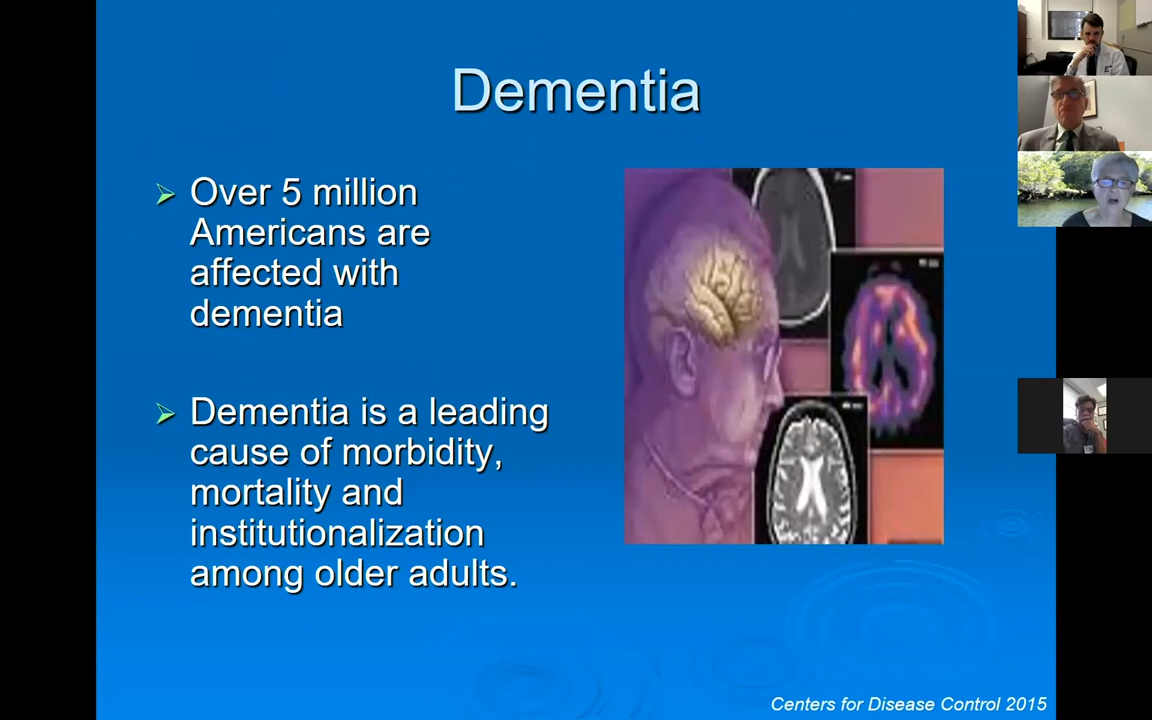 Dementia
Over 5 million
Americans are
affected with
dementia
Dementia is a leading
cause of morbidity,
mortality and
institutionalization
among older adults.
Centers for Disease Control 2015